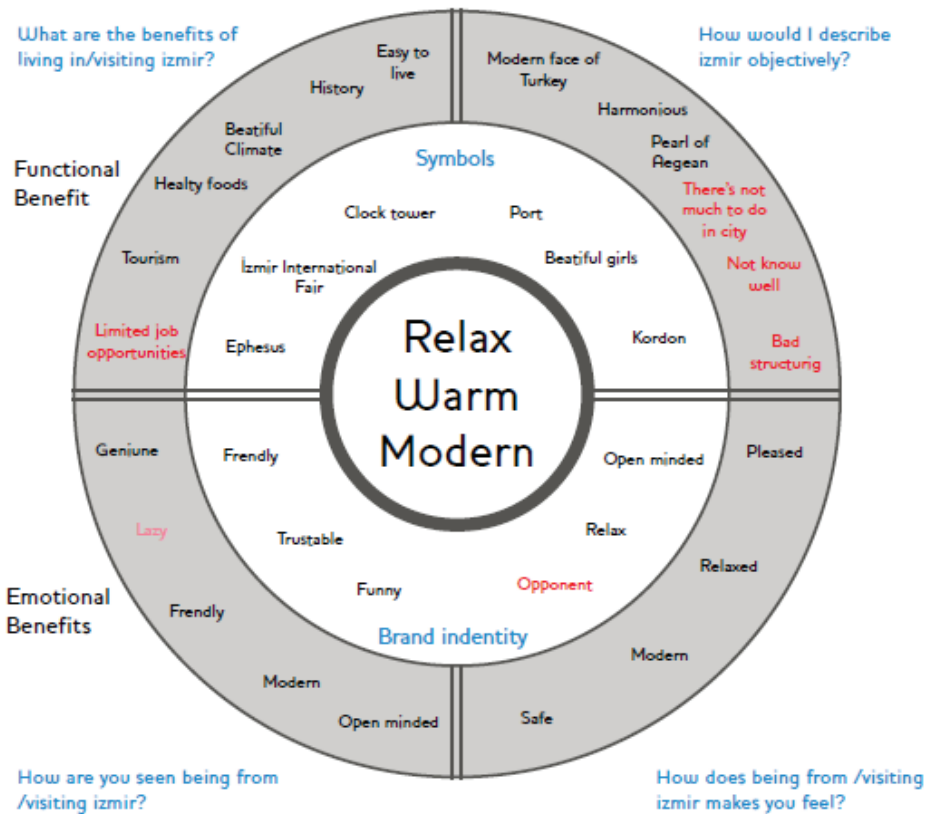 What are the benefits of
living in/visiting izmir?
How would I describe
izmir objectively?
Functional
Benefit
Easy to
live
History
Beatiful
Climate
Healty foods
Tourism
Limited job
opportunities
Modern face of
Turkey
Harmonious
Pearl of
Aegean
There's not
much to do
in city
Not know
well
Bad
structurig
Symbols
Clock tower
Port
İzmir International
Fair
Beatiful girls
Ephesus
Kordon
Relax
Warm
Modern
Frendly
Open minded
Trustable
Relax
Funny
Opponent
Brand indentity
Emotional
Benefits
Geniune
Lazy
Frendly
Modern
Open minded
Pleased
Relaxed
Modern
Safe
How are you seen being from
/visiting izmir?
How does being from /visiting
izmir makes you feel?